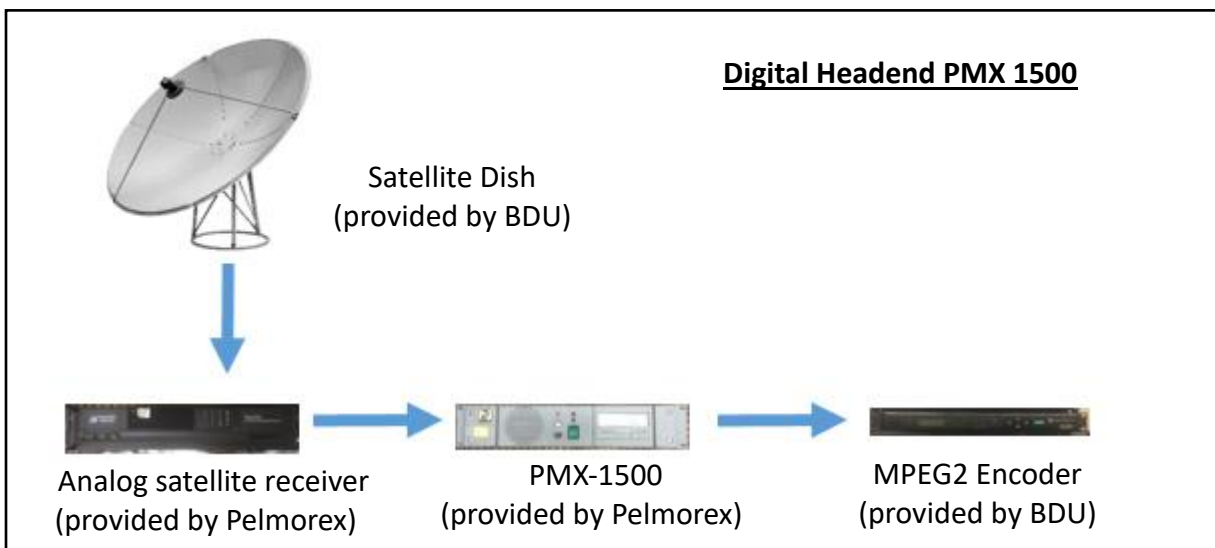 Digital Headend PMX 1500
Satellite Dish
(provided by BDU)
Analog satellite receiver
(provided by Pelmorex)
PMX-1500
(provided by Pelmorex)
MPEG2 Encoder
(provided by BDU)